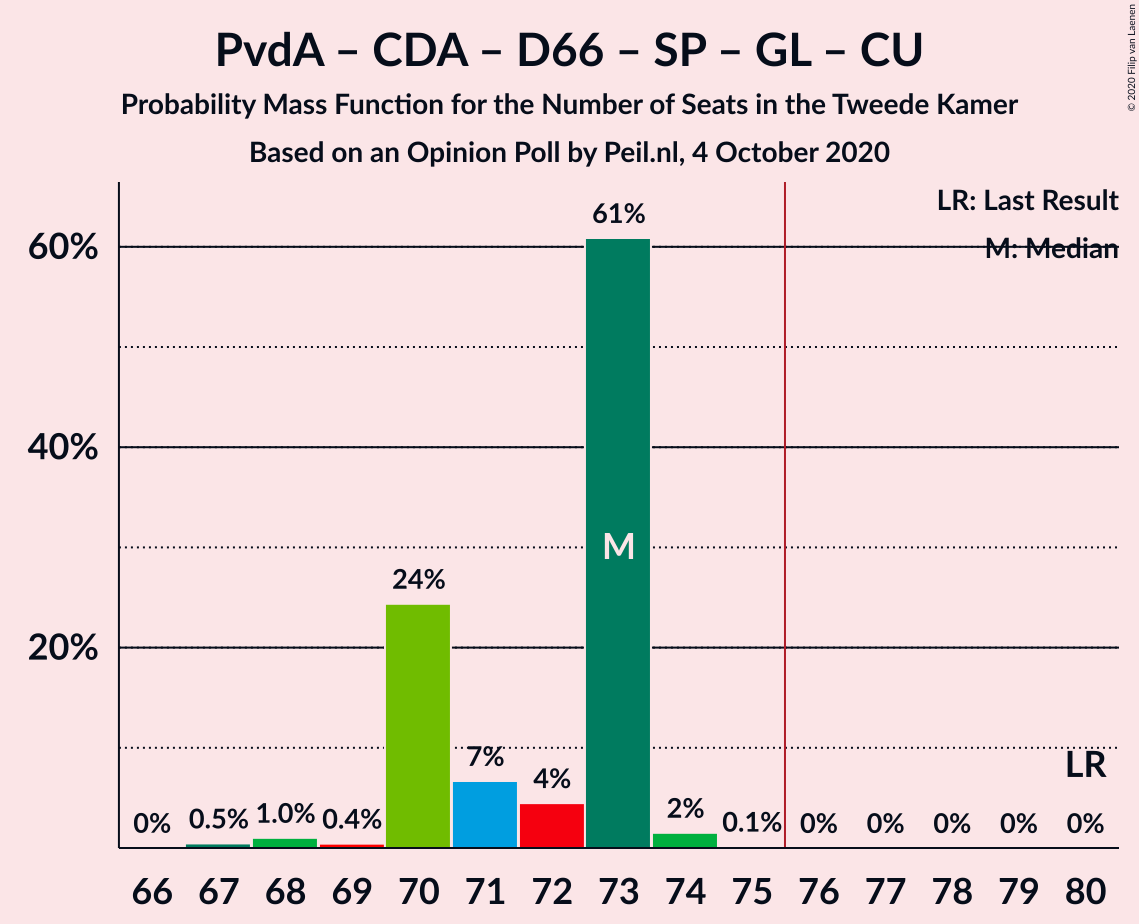 PvdA – CDA – D66 – SP – GL – CU
Probability Mass Function for the Number of Seats in the Tweede Kamer
Based on an Opinion Poll by Peil.nl, 4 October 2020
© 2020 Filip van Laenen
LR: Last Result
M: Median
60%
40%
20%
0% 0.5% 1.0% 0.4% 24% 7% 4% 61% 2% 0.1% 0% 0% 0% 0% 0%
M
LR
66 67 68 69 70 71 72 73 74 75 76 77 78 79 80